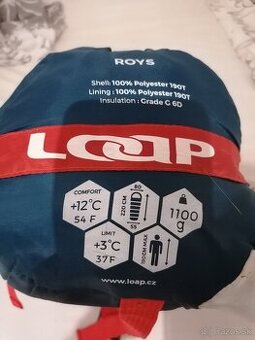 ROYS
Shell: 100% Polyester 190T
Lining : 100% Polyester 190T
Insulation : Grade G 6D
LOAP
COMFORT
+12°C
54 F
LIMIT
+3°C
37 F
80
220 CM
55
190CM MAX
1100
g
www.loap.cz